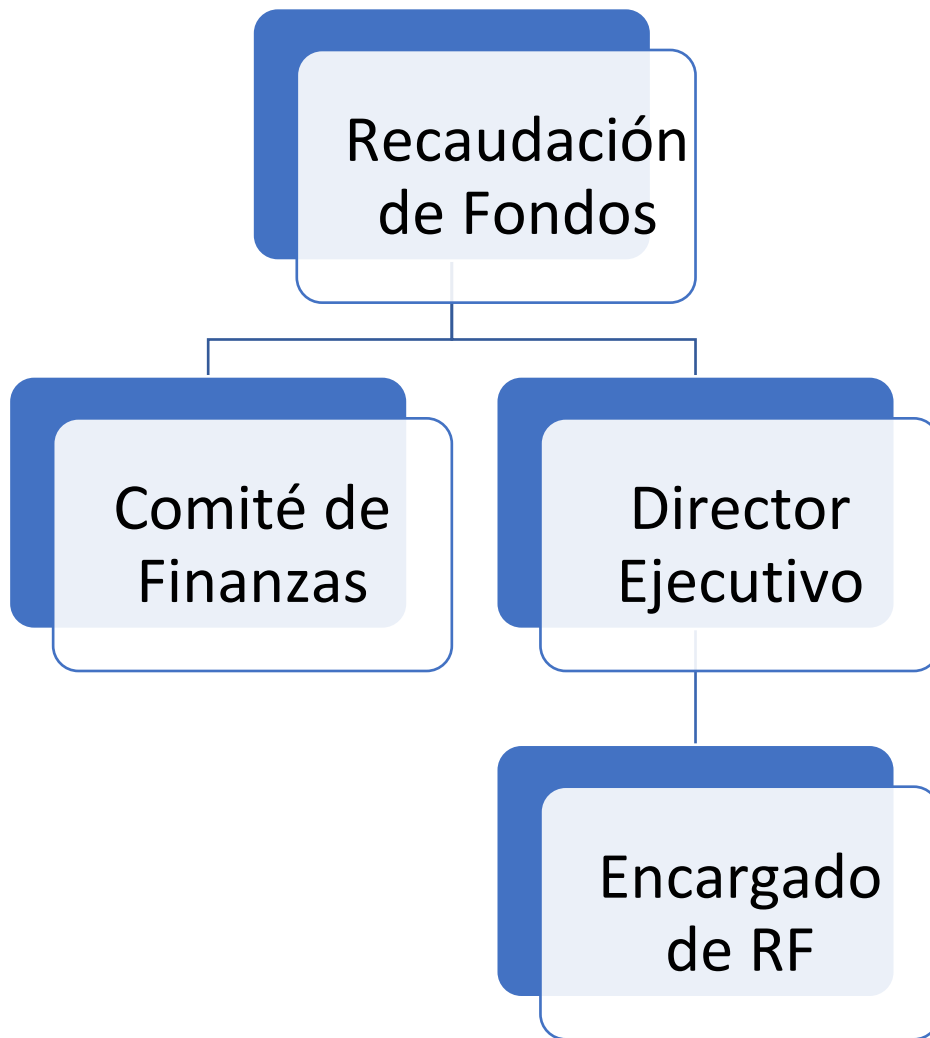 Recaudación
de Fondos
Comité de
Finanzas
Director
Ejecutivo
Encargado
de RF